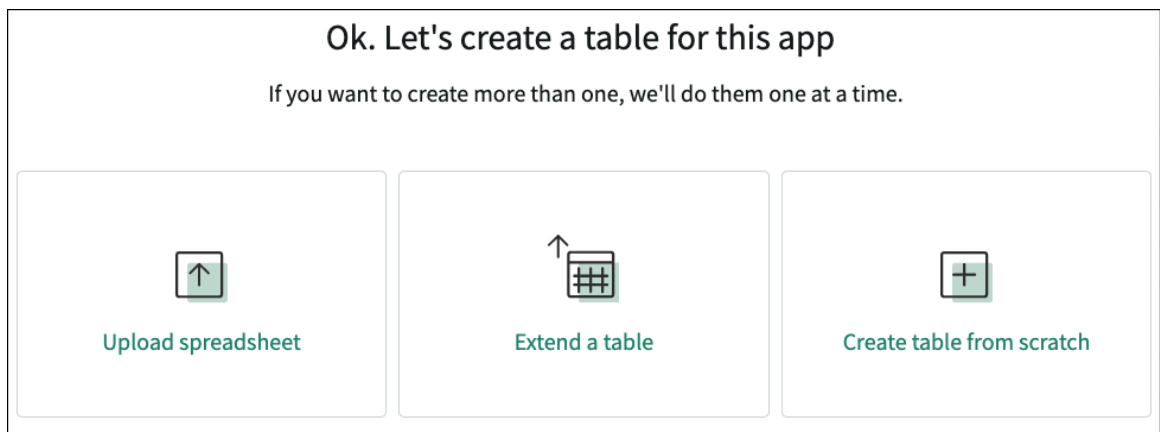 Ok. Let's create a table for this app
If you want to create more than one, we'll do them one at a time.
Upload spreadsheet
Extend a table
Create table from scratch